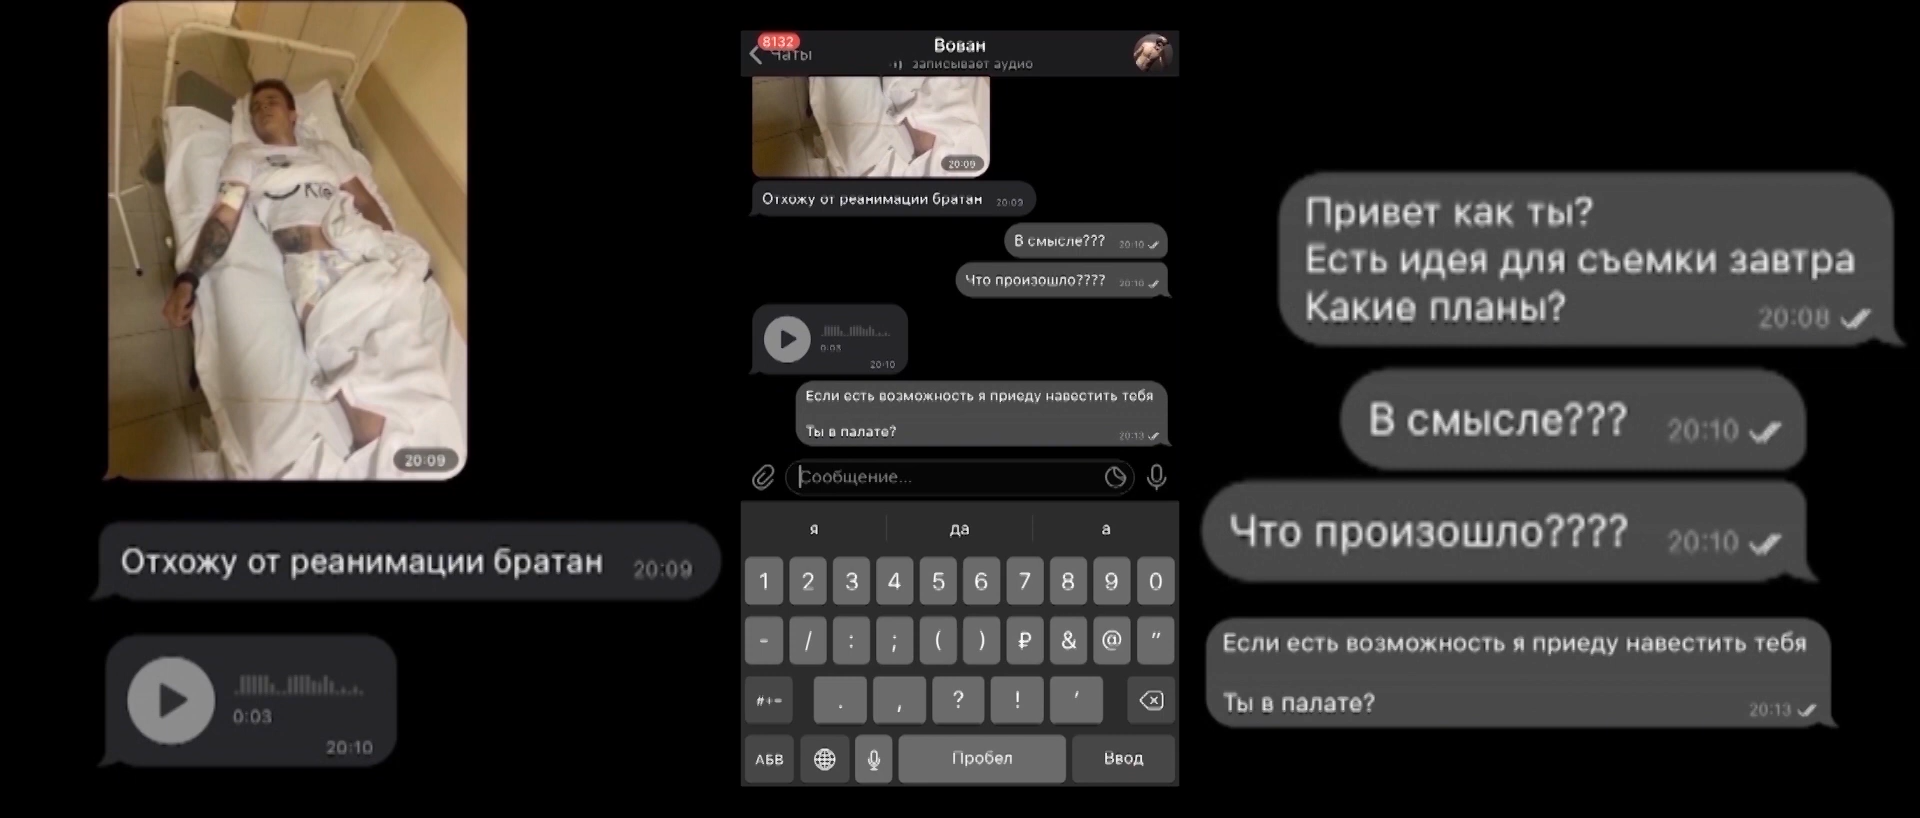 20:09
Отхожу от реанимации братан 20:09
0:03
20:10
8132
Чаты
Вован
записывает аудио
20:09
Отхожу от реанимации братан 20:09
В смысле??? 20:10
Что произошло???? 20:10
0:03
20:10
Если есть возможность я приеду навестить тебя
Ты в палате? 20:13
Сообщение...
я да а
1 2 3 4 5 6 7 8 9 0
- / : ; ( ) ₽ & @ "
#+= . , ? ! ' 
АБВ Пробел Ввод
Привет как ты?
Есть идея для съемки завтра
Какие планы? 20:08
В смысле??? 20:10
Что произошло???? 20:10
Если есть возможность я приеду навестить тебя
Ты в палате? 20:13